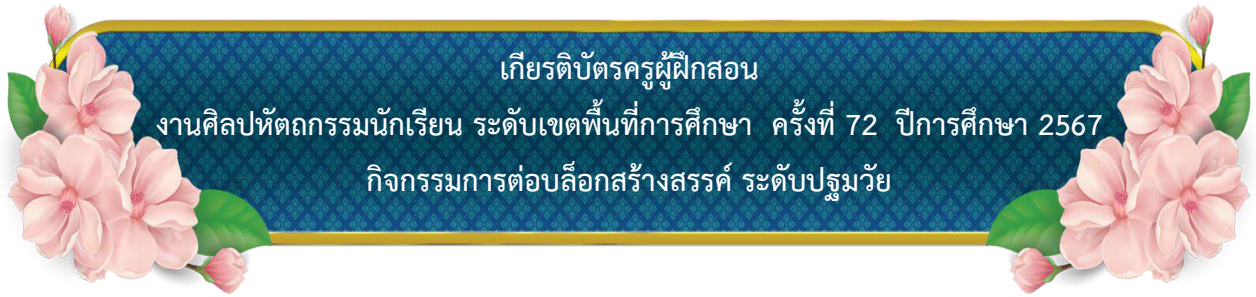 เกียรติบัตรครูผู้ฝึกสอน
งานศิลปหัตถกรรมนักเรียน ระดับเขตพื้นที่การศึกษา ครั้งที่ 72 ปีการศึกษา 2567
กิจกรรมการต่อบล็อกสร้างสรรค์ ระดับปฐมวัย